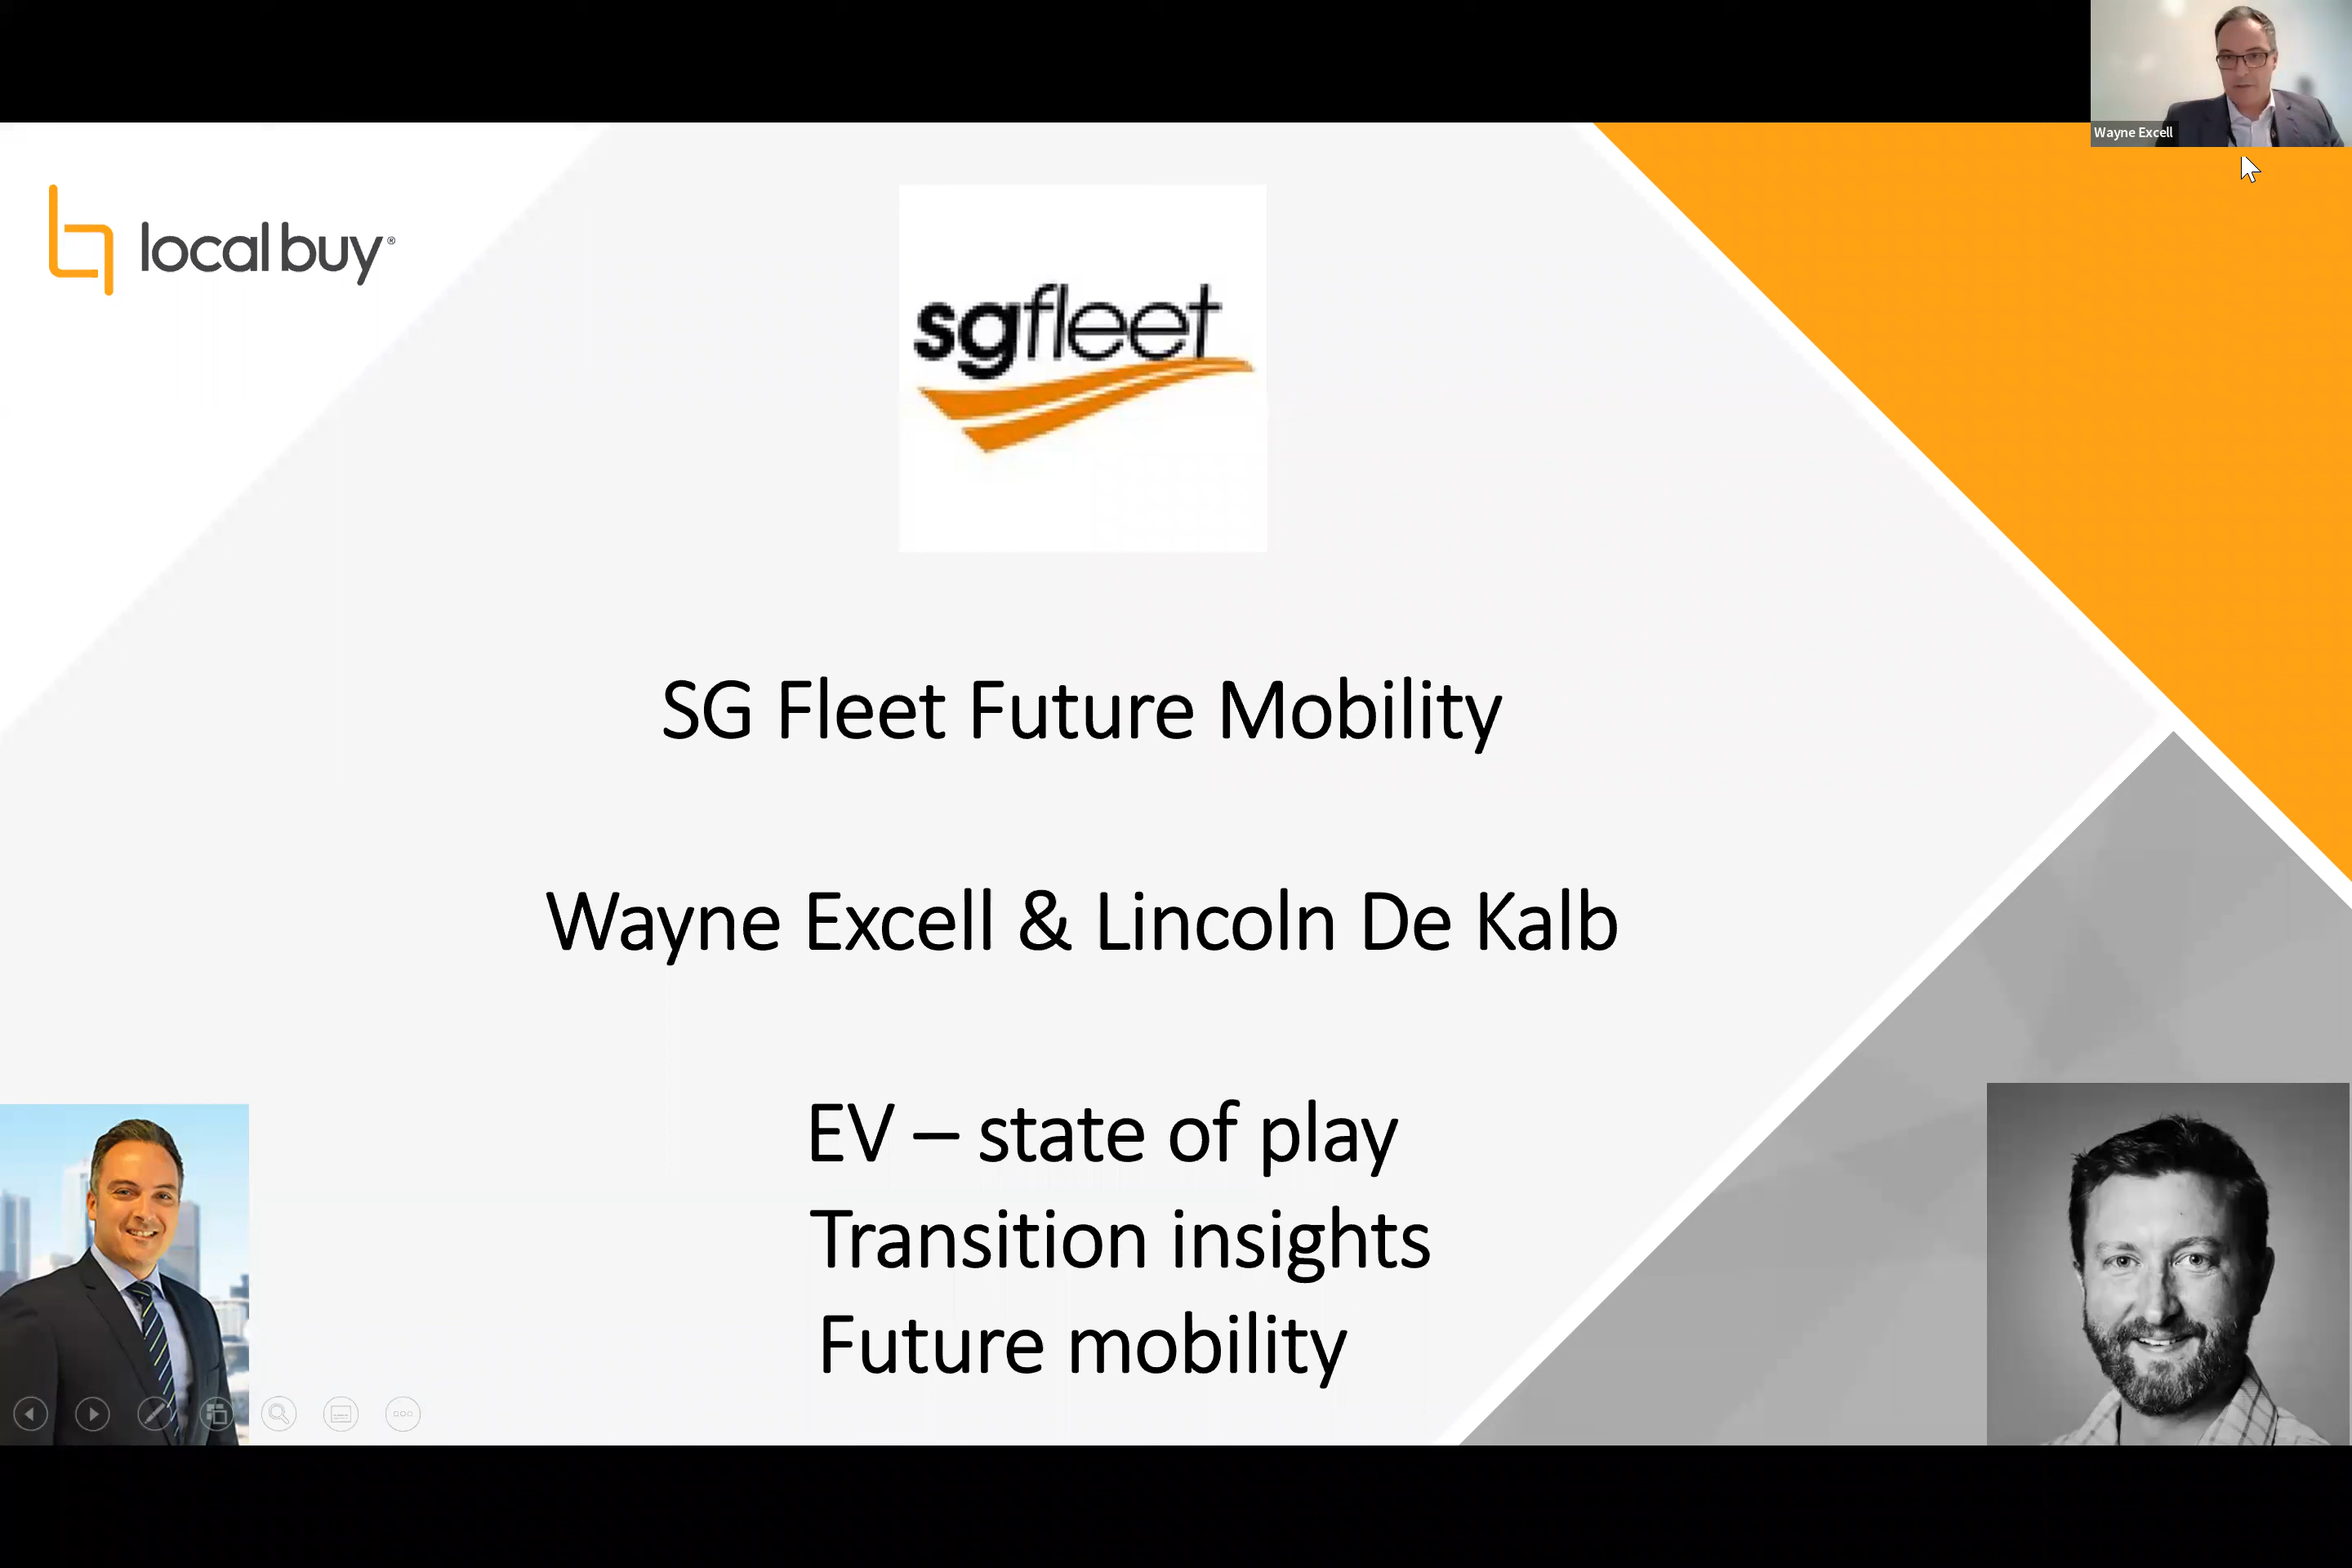 Wayne Excell
local buy®
sgfleet
SG Fleet Future Mobility
Wayne Excell & Lincoln De Kalb
EV – state of play
Transition insights
Future mobility